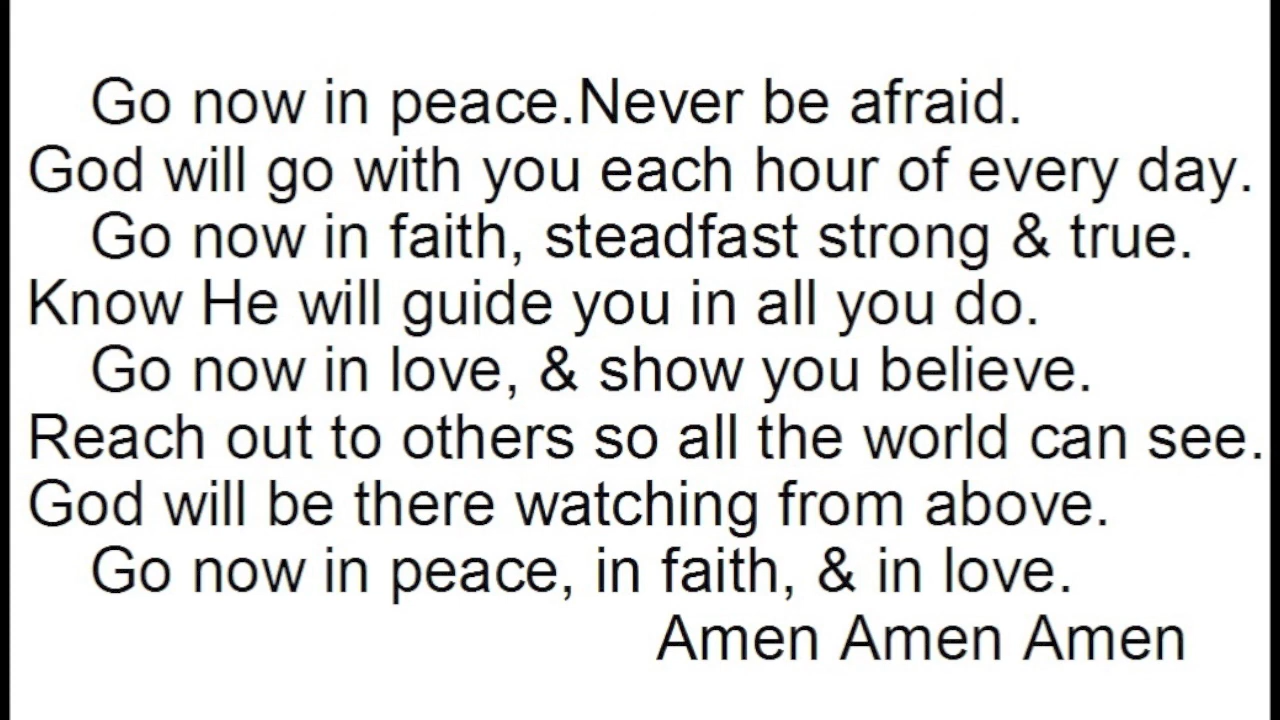 Go now in peace.Never be afraid.
God will go with you each hour of every day.
Go now in faith, steadfast strong & true.
Know He will guide you in all you do.
Go now in love, & show you believe.
Reach out to others so all the world can see.
God will be there watching from above.
Go now in peace, in faith, & in love.
Amen Amen Amen